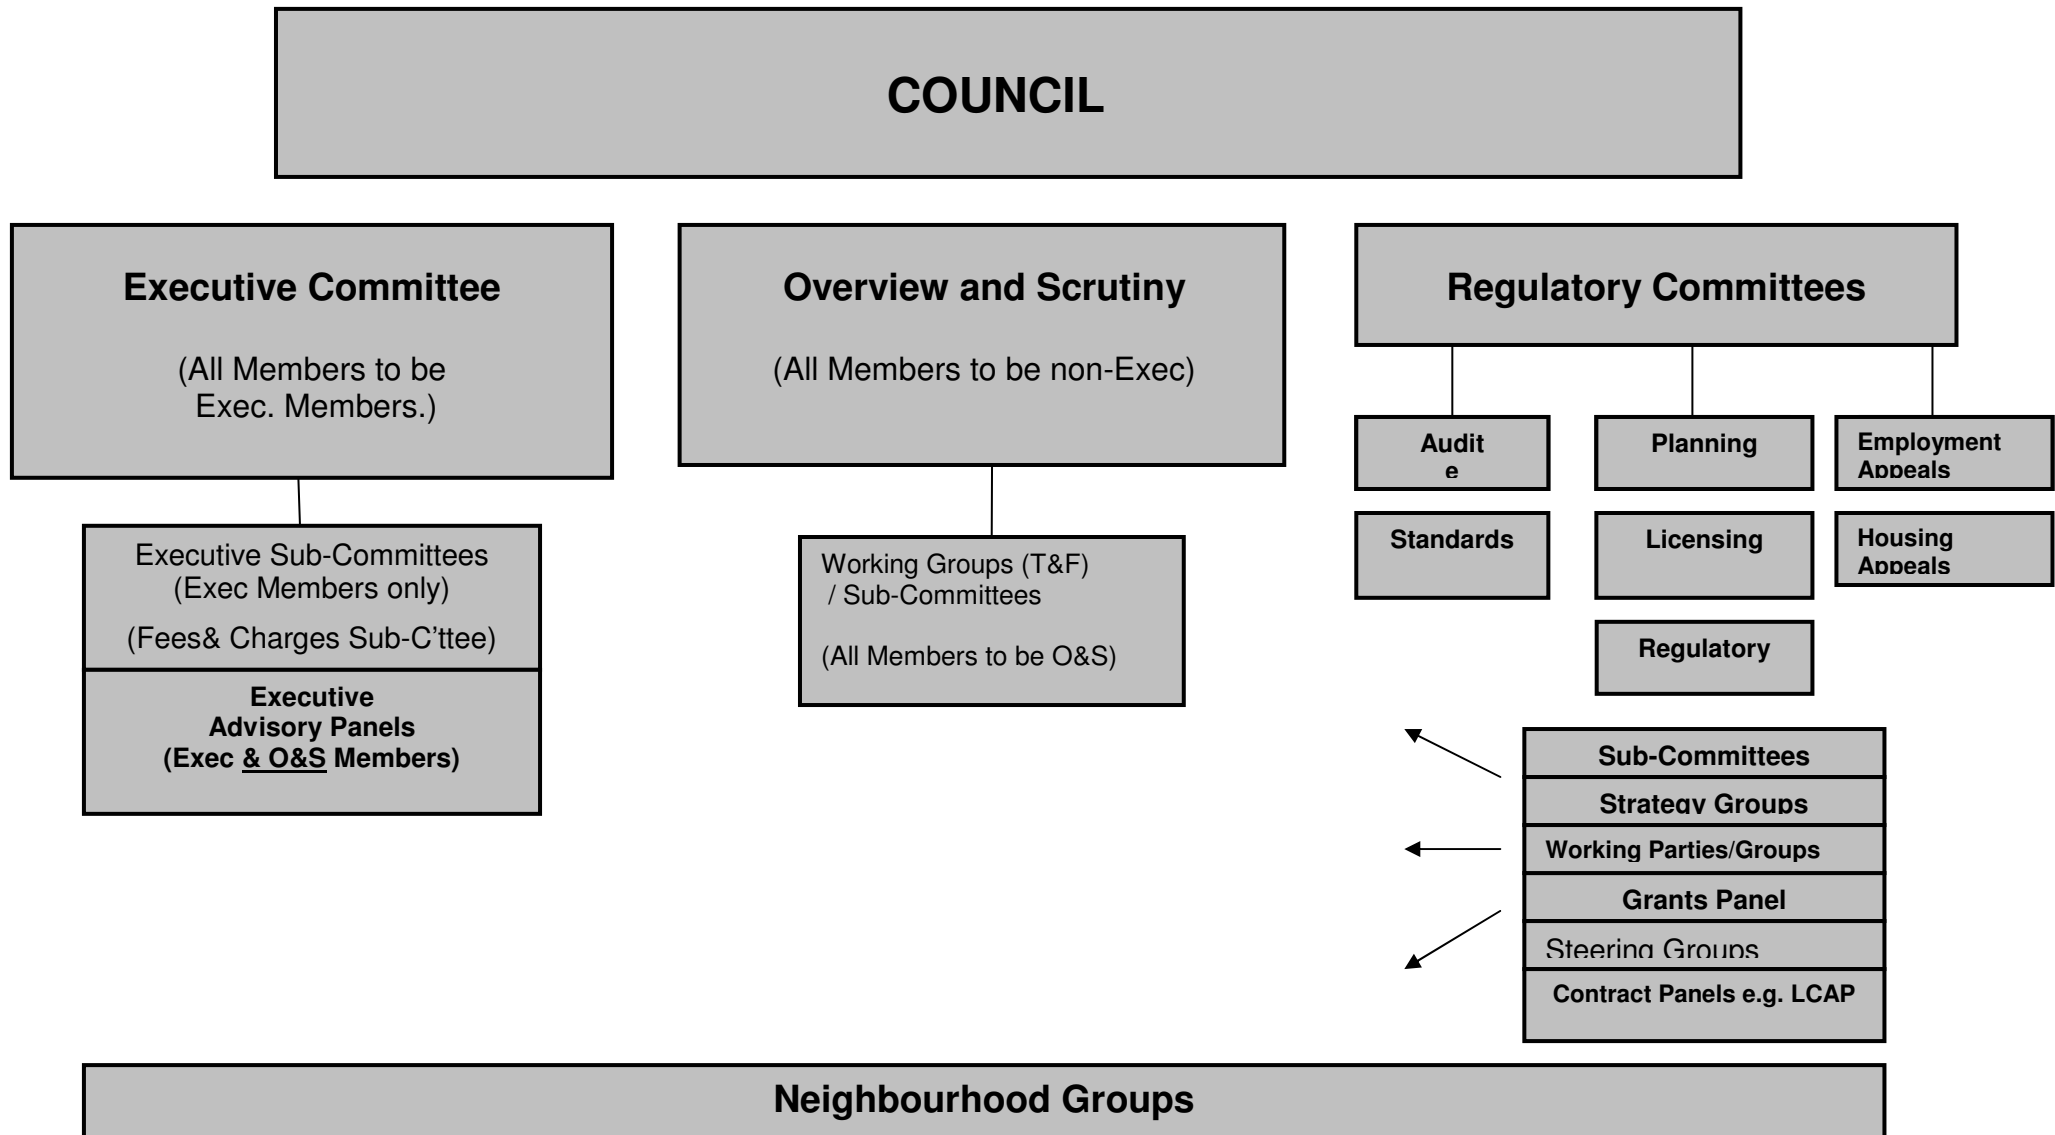 COUNCIL
Executive Committee
(All Members to be
Exec. Members.)
Executive Sub-Committees
(Exec Members only)
(Fees& Charges Sub-C'ttee)
Executive
Advisory Panels
(Exec & O&S Members)
Overview and Scrutiny
(All Members to be non-Exec)
Working Groups (T&F)
/ Sub-Committees
(All Members to be O&S)
Regulatory Committees
Audit
e
Planning
Employment
Appeals
Standards
Licensing
Housing
Appeals
Regulatory
Sub-Committees
Strategy Groups
Working Parties/Groups
Grants Panel
Steering Groups
Contract Panels e.g. LCAP
Neighbourhood Groups